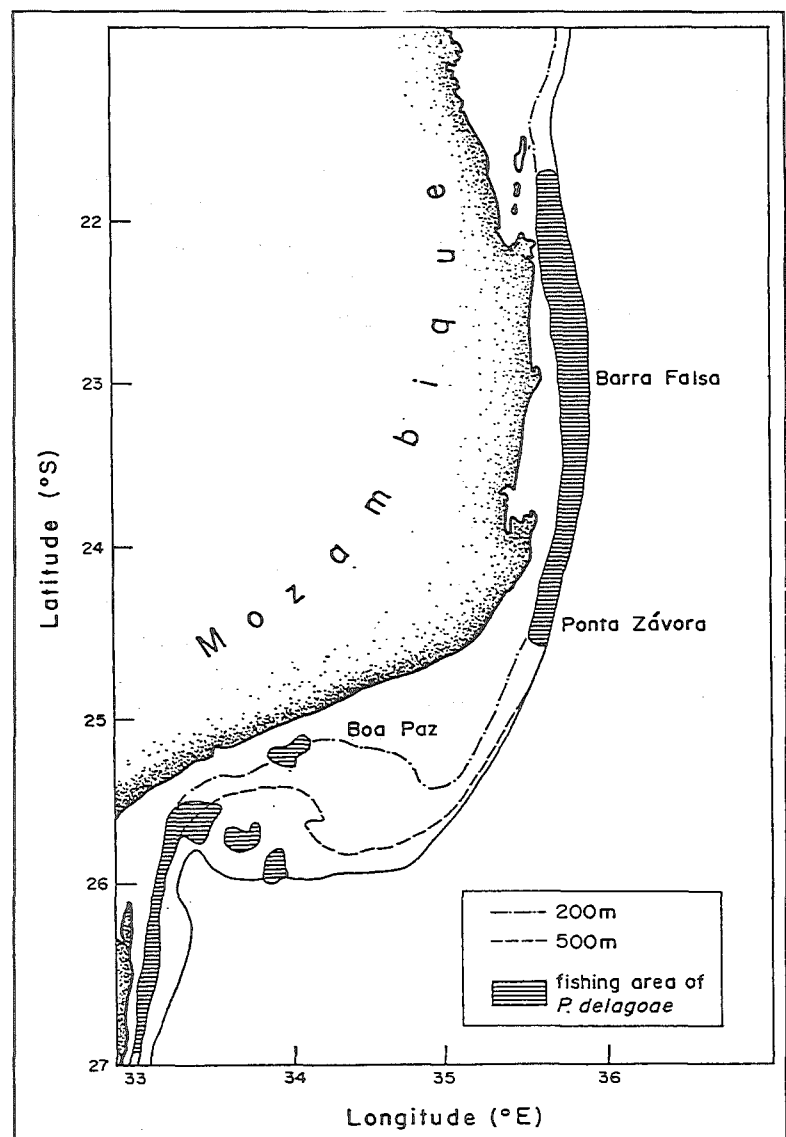 22
23
24
25
26
27
33
34
35
36
Latitude (°S)
Longitude (°E)
Mozambique
Barra Falsa
Ponta Závora
Boa Paz
200m
500m
fishing area of
P. delagoae